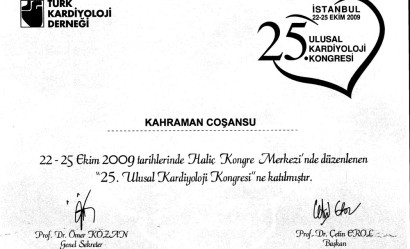 TÜRK
KARDİYOLOJİ
DERNEĞİ
İSTANBUL
22-25 EKİM 2009
25.
ULUSAL
KARDİYOLOJİ
KONGRESİ
KAHRAMAN COŞANSU
22 - 25 Ekim 2009 tarihlerinde Haliç Kongre Merkezi'nde düzenlenen
"25. Ulusal Kardiyoloji Kongresi"ne katılmıştır.
Prof. Dr. Ömer KOZAN
Genel Sekreter
Prof. Dr. Çetin EROL
Başkan